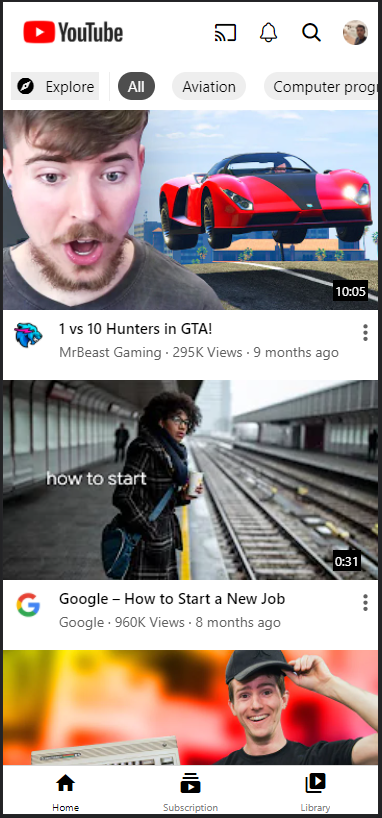 YouTube
Explore All Aviation Computer progr
10:05
1 vs 10 Hunters in GTA!
MrBeast Gaming · 295K Views · 9 months ago
how to start
0:31
Google – How to Start a New Job
Google · 960K Views · 8 months ago
Home Subscription Library